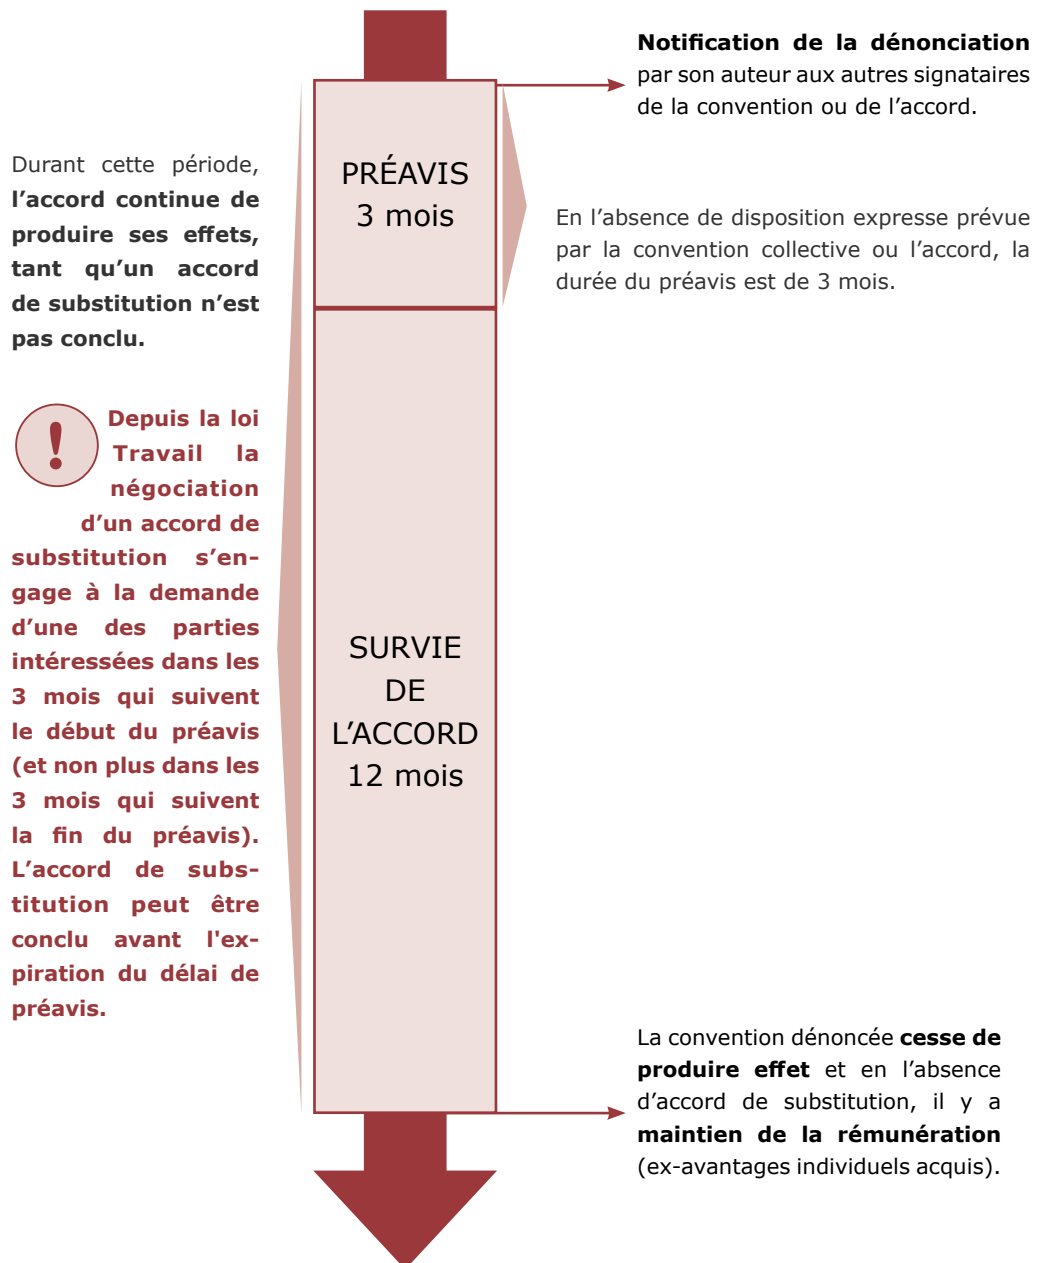 Notification de la dénonciation
par son auteur aux autres signataires
de la convention ou de l’accord.
Durant cette période,
l’accord continue de
produire ses effets,
tant qu’un accord
de substitution n’est
pas conclu.
PRÉAVIS
3 mois
En l’absence de disposition expresse prévue
par la convention collective ou l’accord, la
durée du préavis est de 3 mois.
!
Depuis la loi
Travail la
négociation
d’un accord de
substitution s’en-
gage à la demande
d’une des parties
intéressées dans les
3 mois qui suivent
le début du préavis
(et non plus dans les
3 mois qui suivent
la fin du préavis).
L’accord de subs-
titution peut être
conclu avant l'ex-
piration du délai de
préavis.
SURVIE
DE
L’ACCORD
12 mois
La convention dénoncée cesse de
produire effet et en l’absence
d’accord de substitution, il y a
maintien de la rémunération
(ex-avantages individuels acquis).